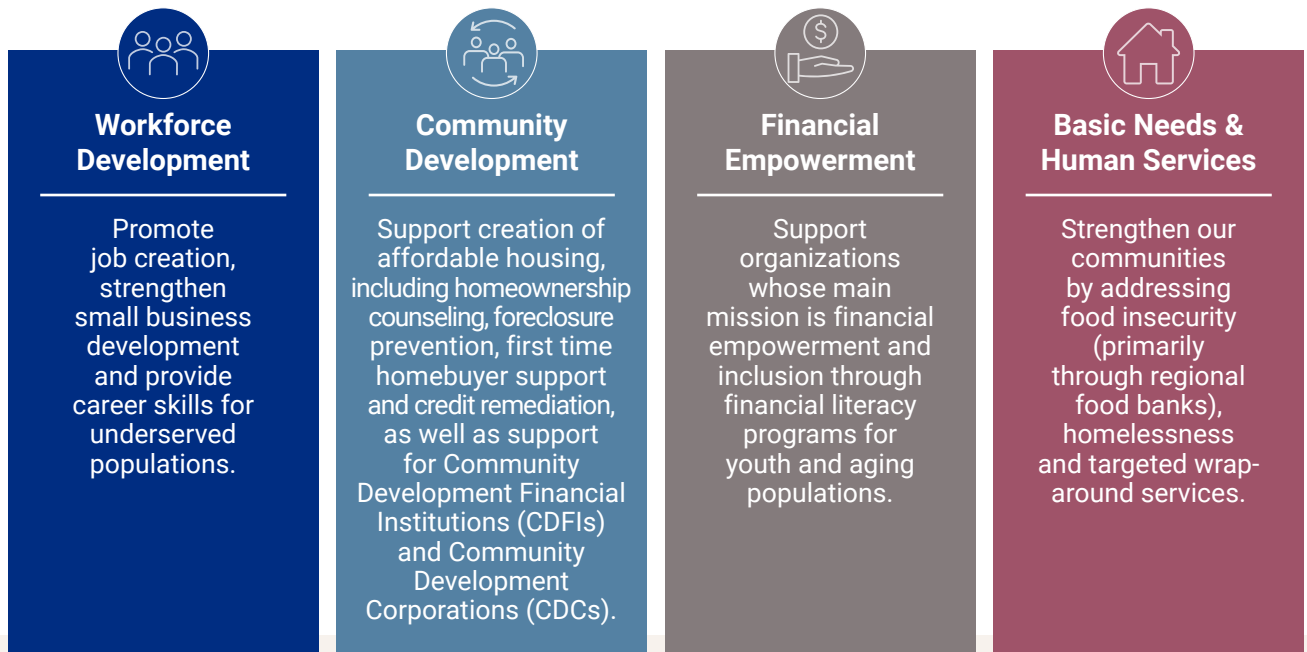 Workforce
Development
Promote
job creation,
strengthen
small business
development
and provide
career skills for
underserved
populations.
Community
Development
Support creation of
affordable housing,
including homeownership
counseling, foreclosure
prevention, first time
homebuyer support
and credit remediation,
as well as support
for Community
Development Financial
Institutions (CDFIs)
and Community
Development
Corporations (CDCs).
$
Financial
Empowerment
Support
organizations
whose main
mission is financial
empowerment and
inclusion through
financial literacy
programs for
youth and aging
populations.
Basic Needs &
Human Services
Strengthen our
communities
by addressing
food insecurity
(primarily
through regional
food banks),
homelessness
and targeted wrap-
around services.